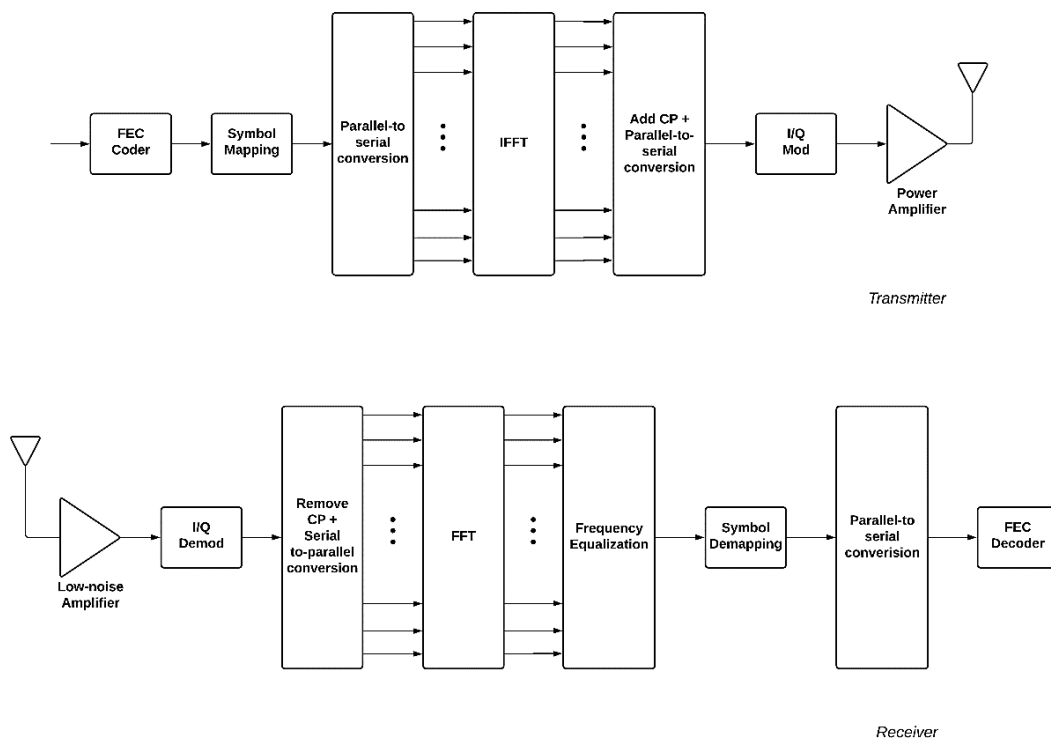 FEC
Coder
Symbol
Mapping
Parallel-to
serial
conversion
IFFT
Add CP +
Parallel-to-
serial
conversion
I/Q
Mod
Power
Amplifier
Transmitter
Low-noise
Amplifier
I/Q
Demod
Remove
CP +
Serial
to-parallel
conversion
FFT
Frequency
Equalization
Symbol
Demapping
Parallel-to
serial
converision
FEC
Decoder
Receiver